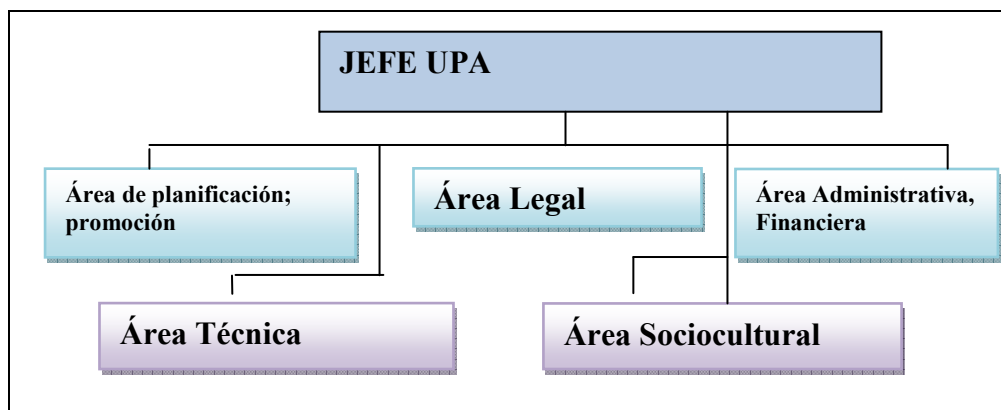 JEFE UPA
Área de planificación;
promoción
Área Legal
Área Administrativa,
Financiera
Área Técnica
Área Sociocultural